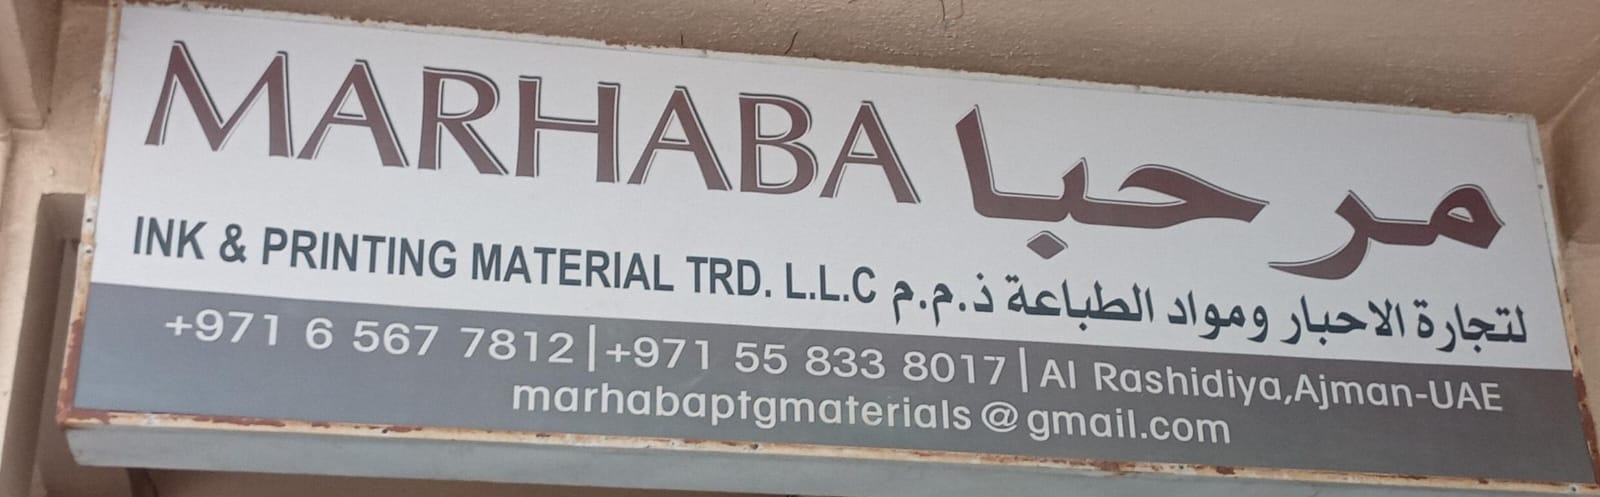 MARHABA مرحبا
INK & PRINTING MATERIAL TRD. L.L.C لتجارة الاحبار ومواد الطباعة ذ.م.م
+971 6 567 7812|+971 55 833 8017|Al Rashidiya,Ajman-UAE
marhabaptgmaterials@gmail.com